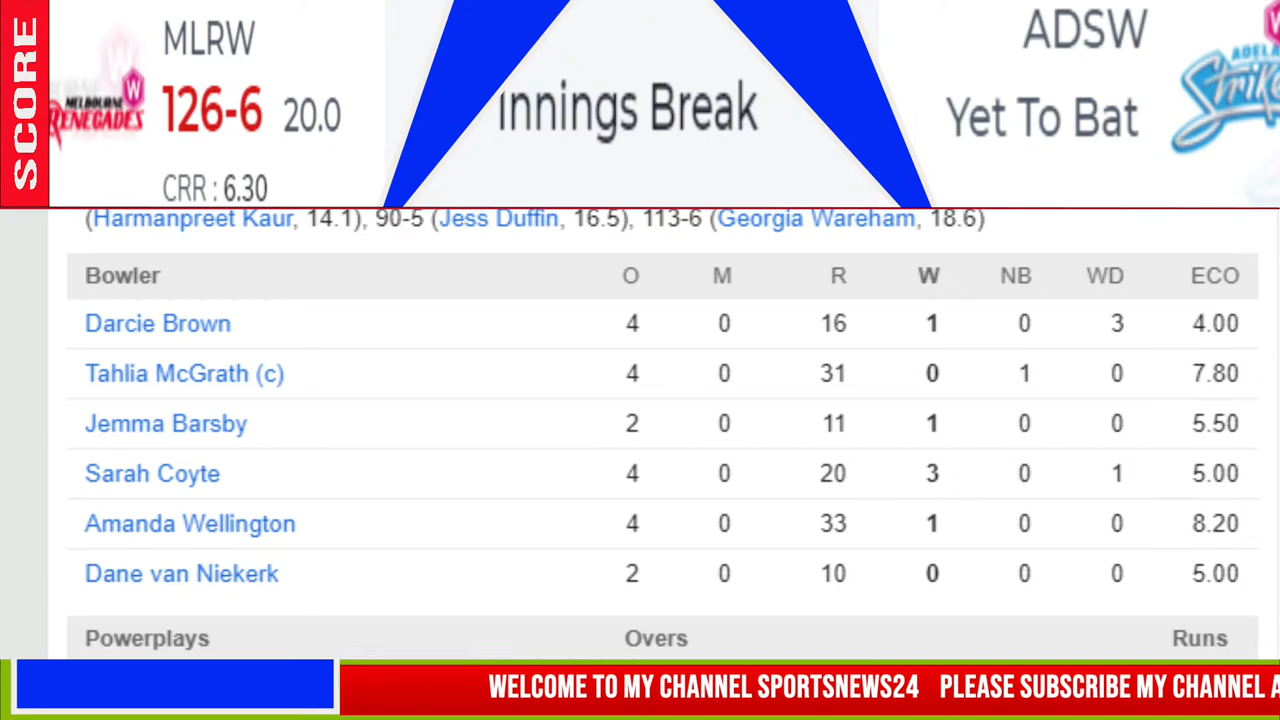 SCORE
MLRW
126-6 20.0
CRR : 6.30
MELBOURNE
RENEGADES
Innings Break
ADSW
Yet To Bat
(Harmanpreet Kaur, 14.1), 90-5 (Jess Duffin, 16.5), 113-6 (Georgia Wareham, 18.6)
Bowler O M R W NB WD ECO
Darcie Brown 4 0 16 1 0 3 4.00
Tahlia McGrath (c) 4 0 31 0 1 0 7.80
Jemma Barsby 2 0 11 1 0 0 5.50
Sarah Coyte 4 0 20 3 0 1 5.00
Amanda Wellington 4 0 33 1 0 0 8.20
Dane van Niekerk 2 0 10 0 0 0 5.00
Powerplays Overs Runs
WELCOME TO MY CHANNEL SPORTSNEWS24 PLEASE SUBSCRIBE MY CHANNEL A